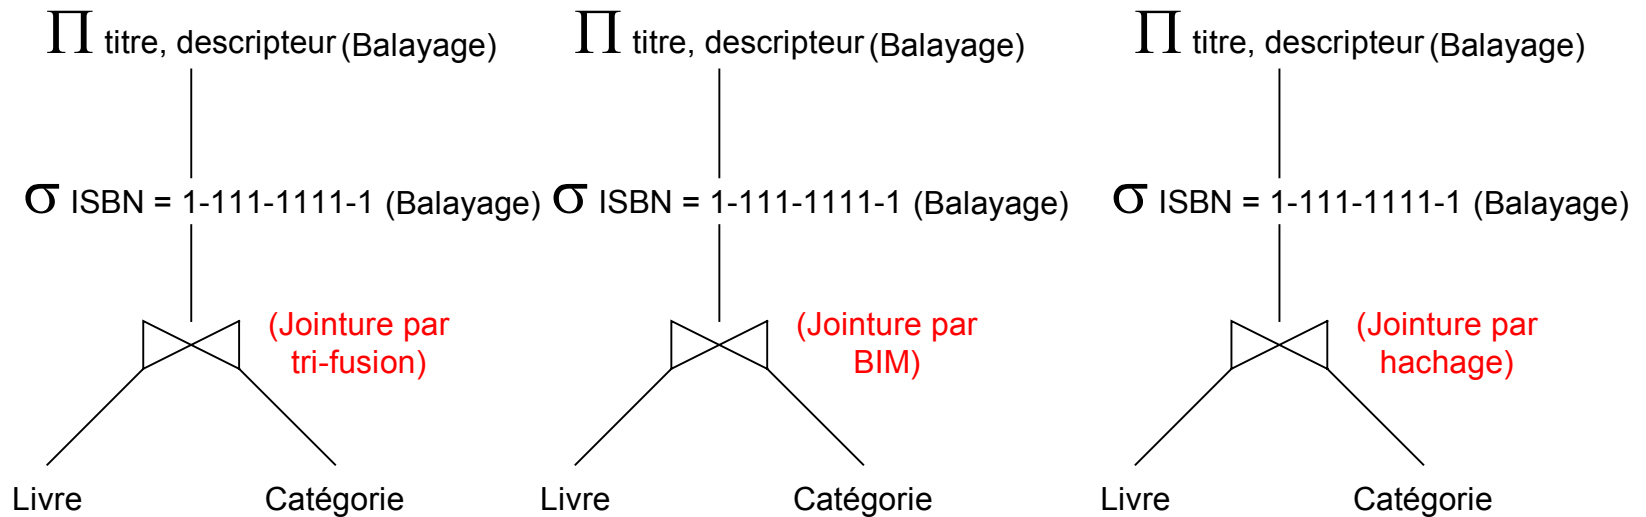 Π titre, descripteur (Balayage)
σ ISBN = 1-111-1111-1 (Balayage)
(Jointure par
tri-fusion)
Livre
Catégorie
Π titre, descripteur (Balayage)
σ ISBN = 1-111-1111-1 (Balayage)
(Jointure par
BIM)
Livre
Catégorie
Π titre, descripteur (Balayage)
σ ISBN = 1-111-1111-1 (Balayage)
(Jointure par
hachage)
Livre
Catégorie